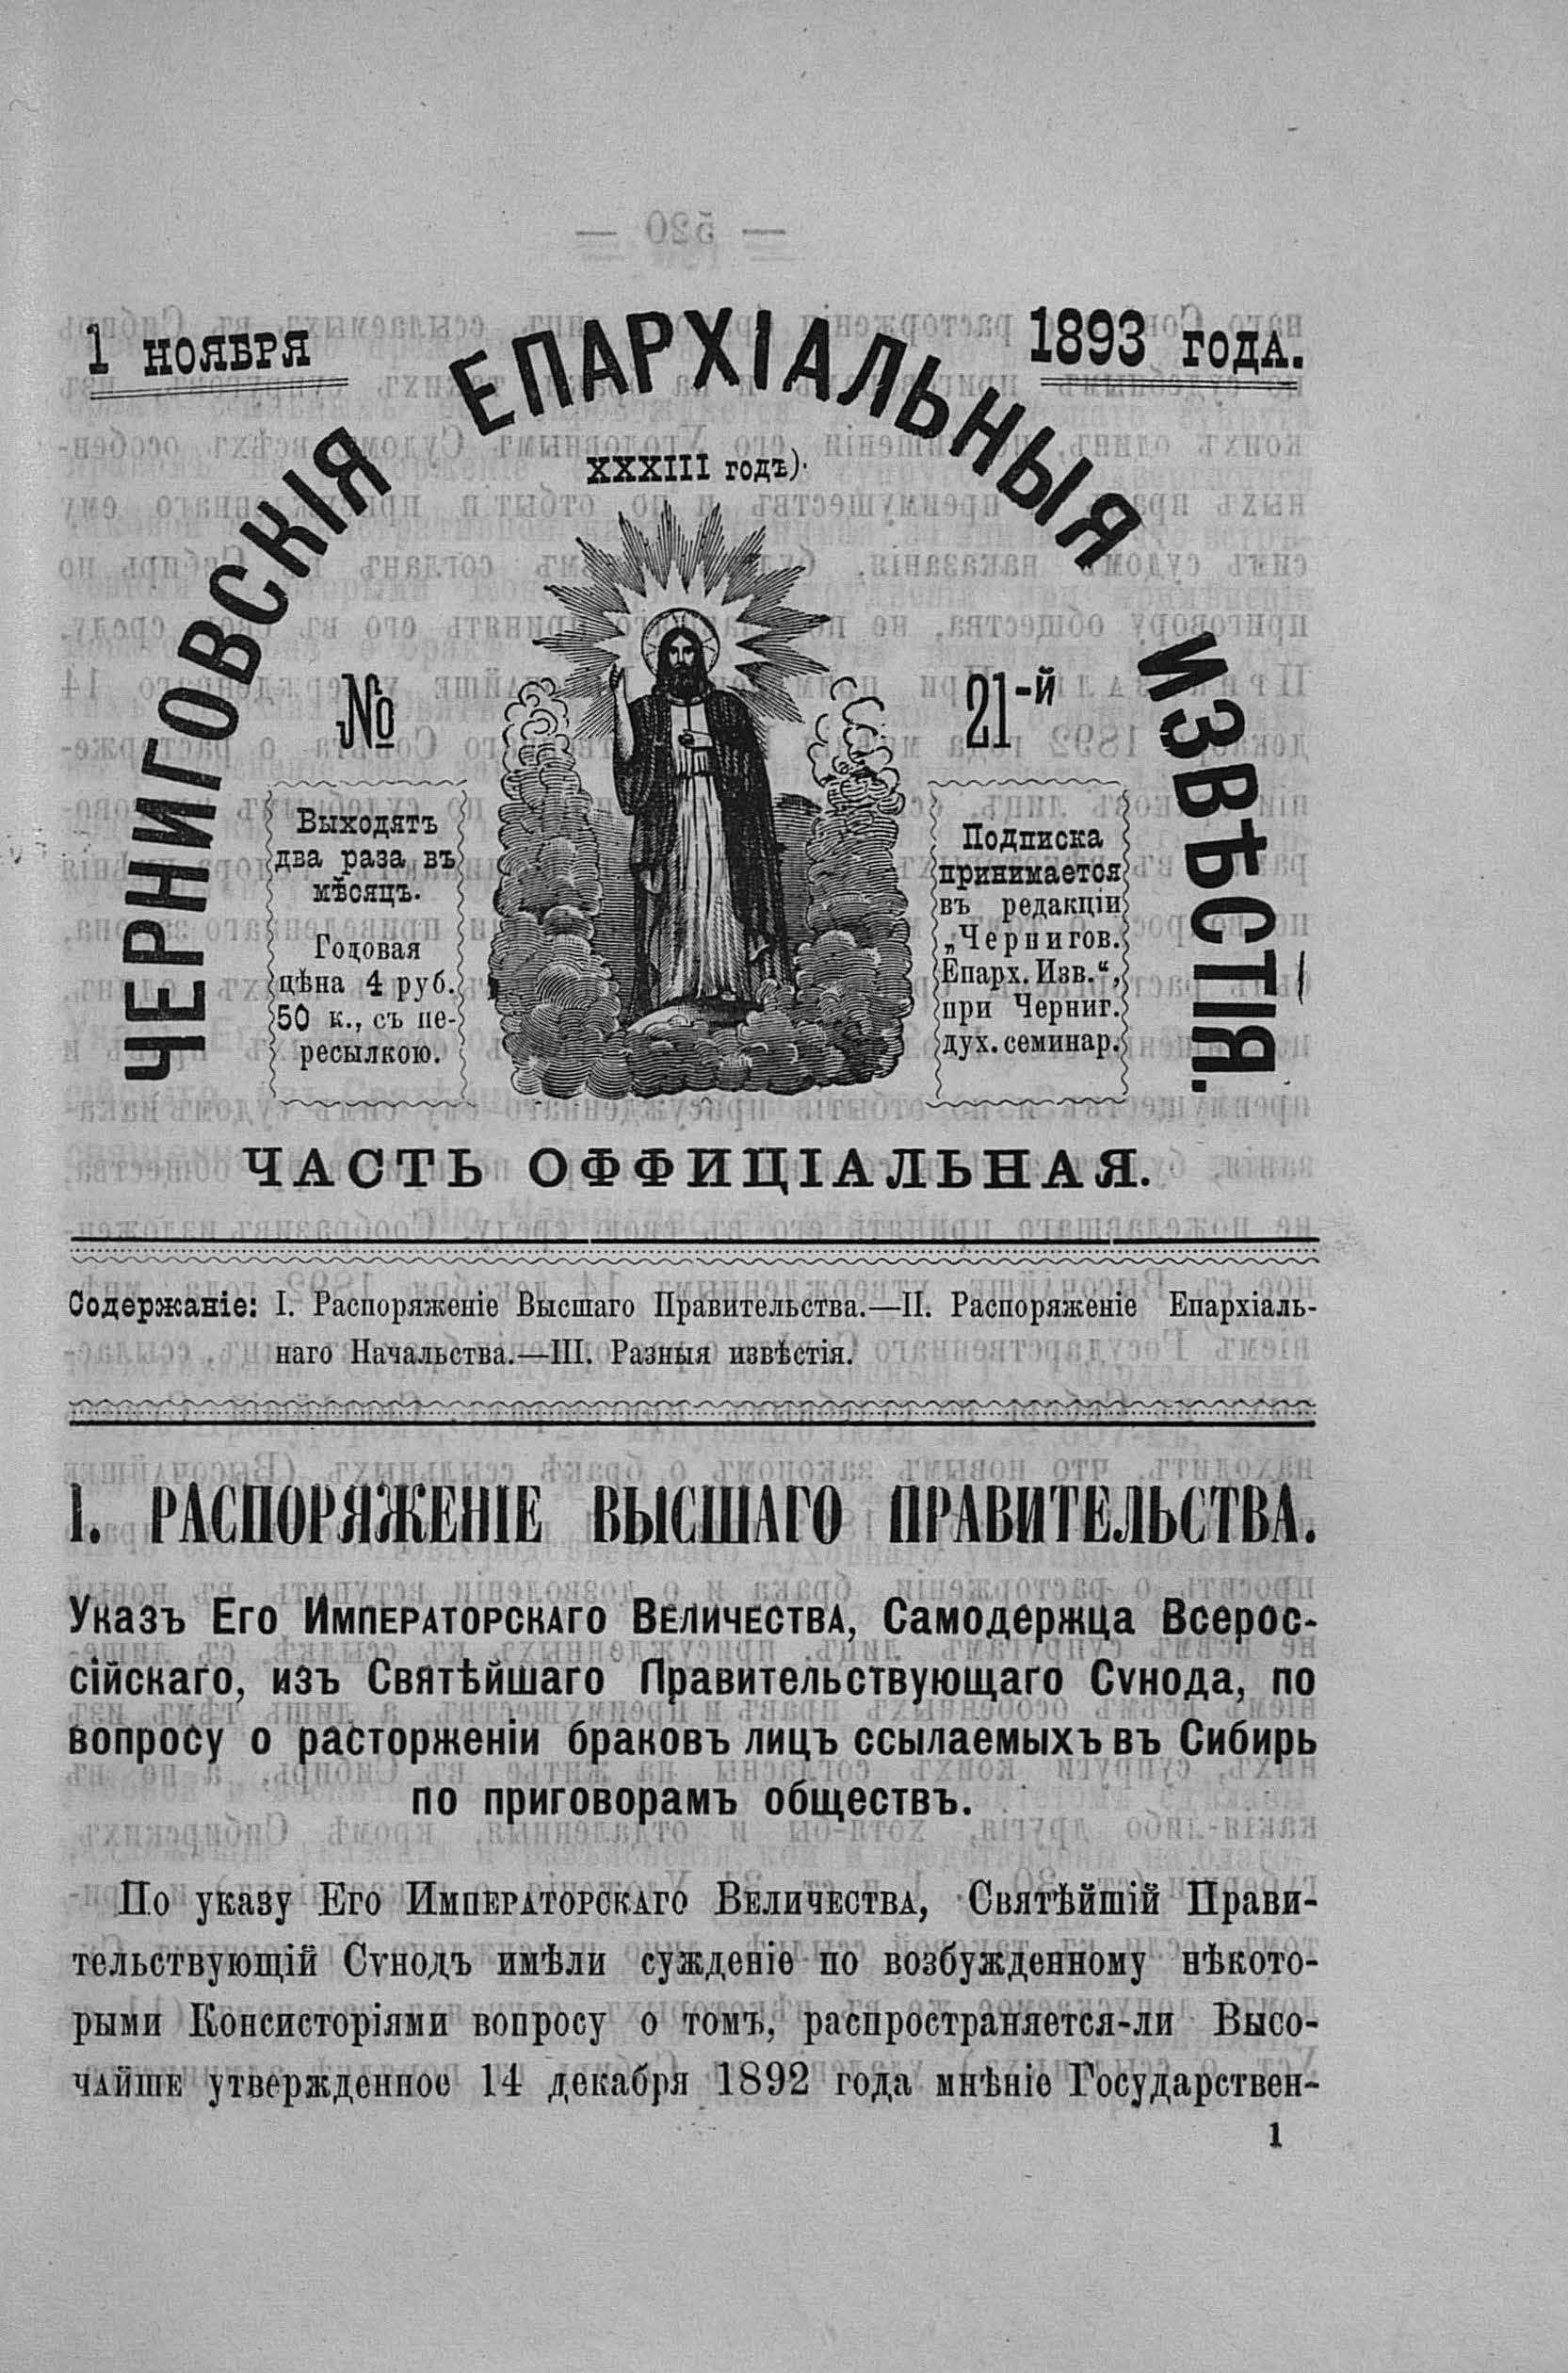 1 НОЯБРЯ
1893 ГОДА.
ЧЕРНИГОВСКІЯ ЕПАРХІАЛЬНЫЯ ИЗВѢСТІЯ.
XXXIII годъ).
№ 21-й
Выходятъ
два раза въ
мѣсяцъ.
Годовая
цѣна 4 руб.
50 к., съ пе-
ресылкою.
Подписка
принимается
въ редакціи
„Чернигов.
Епарх. Изв.“,
при Черниг.
дух. семинар.
ЧАСТЬ ОФФИЦІАЛЬНАЯ.
Содержаніе: I. Распоряженіе Высшаго Правительства.—II. Распоряженіе Епархіаль-
наго Начальства.—III. Разныя извѣстія.
I. РАСПОРЯЖЕНІЕ ВЫСШАГО ПРАВИТЕЛЬСТВА.
Указъ Его Императорскаго Величества, Самодержца Всерос-
сійскаго, изъ Святѣйшаго Правительствующаго Сѵнода, по
вопросу о расторженіи браковъ лицъ ссылаемыхъ въ Сибирь
по приговорамъ обществъ.
По указу Его ИМПЕРАТОРСКАГО ВЕЛИЧЕСТВА, Святѣйшій Прави-
тельствующій Сѵнодъ имѣли сужденіе по возбужденному нѣкото-
рыми Консисторіями вопросу о томъ, распространяется-ли Высо-
ЧАЙШЕ утвержденное 14 декабря 1892 года мнѣніе Государствен-
1